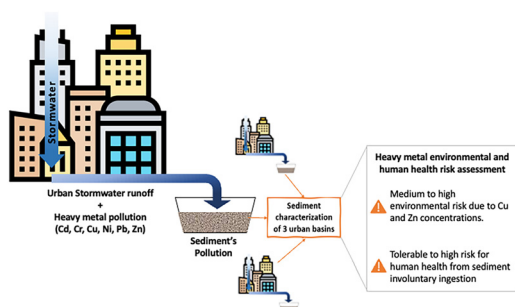 Stormwater
Urban Stormwater runoff
+
Heavy metal pollution
(Cd, Cr, Cu, Ni, Pb, Zn)
Sediment's
Pollution
Sediment
characterization
of 3 urban basins
Heavy metal environmental and
human health risk assessment
Medium to high
environmental risk due to Cu
and Zn concentrations.
Tolerable to high risk for
human health from sediment
involuntary ingestion